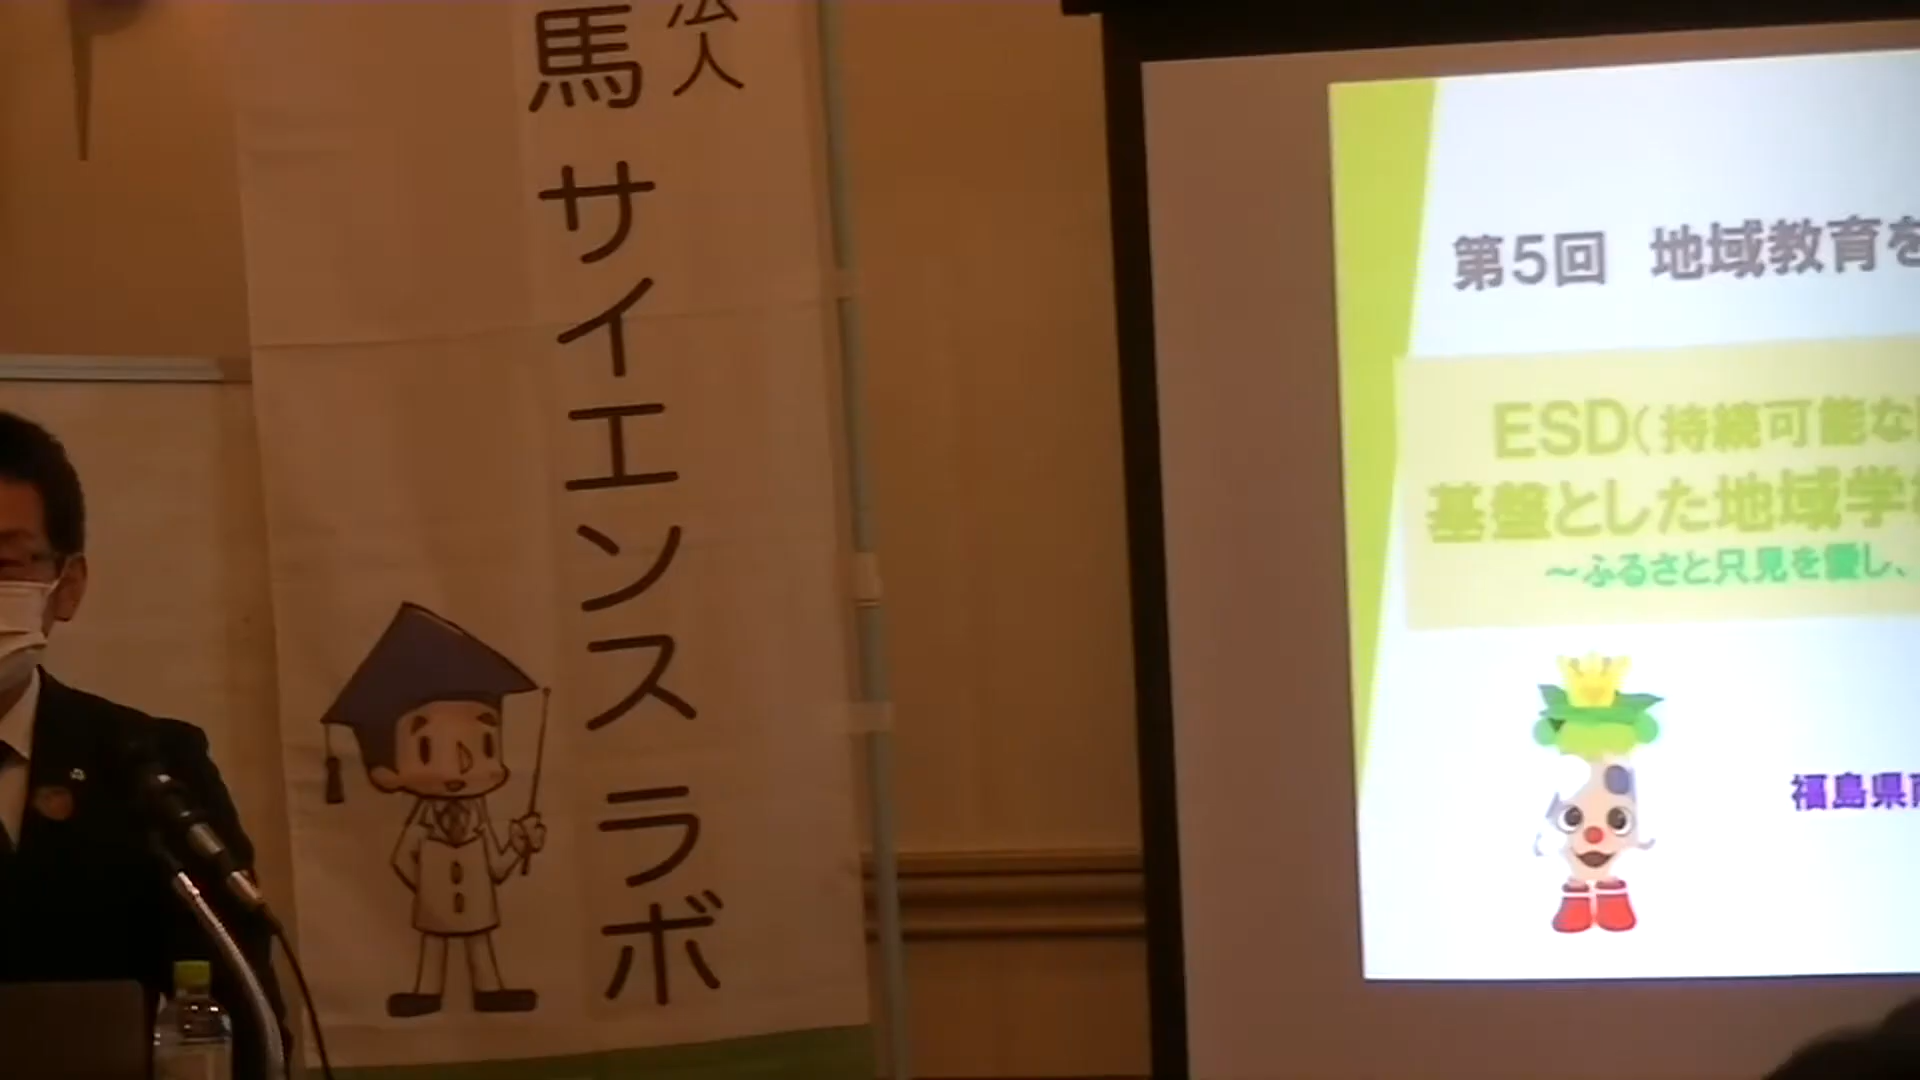 法人
馬サイエンスラボ
第5回 地域教育を
ESD(持続可能な
基盤とした地域学
～ふるさと只見を愛し、
福島県南